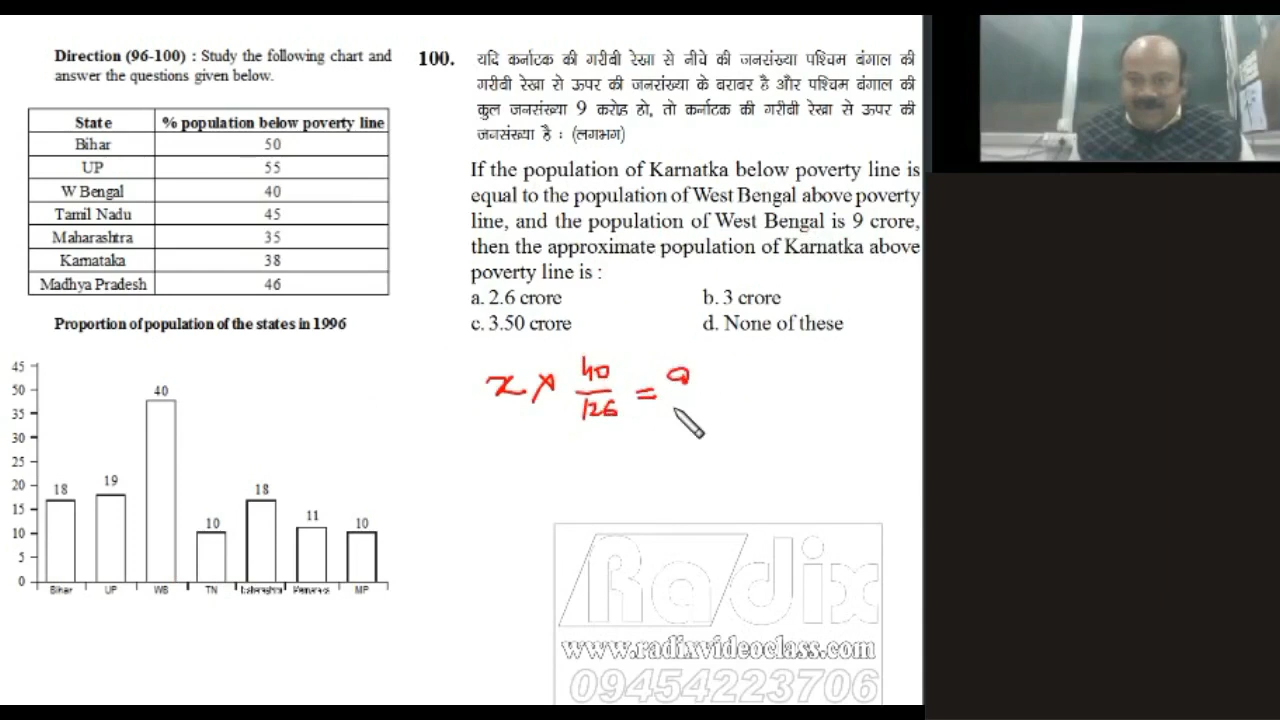 Direction (96-100) : Study the following chart and
answer the questions given below.
State % population below poverty line
Bihar 50
UP 55
W Bengal 40
Tamil Nadu 45
Maharashtra 35
Karnataka 38
Madhya Pradesh 46
Proportion of population of the states in 1996
45
50
35
30
25
20
15
10
5
0
18
19
40
10
18
11
10
Bihar UP WB TN MP
100. यदि कर्नाटक की गरीबी रेखा से नीचे की जनसंख्या पश्चिम बंगाल की
गरीबी रेखा से ऊपर की जनरांख्या के बराबर है और पश्चिम बंगाल की
कुल जनसंख्या 9 करोड़ हो, तो कर्नाटक की गरीबी रेखा से ऊपर की
जनसंख्या है : (लगभग)
If the population of Karnatka below poverty line is
equal to the population of West Bengal above poverty
line, and the population of West Bengal is 9 crore,
then the approximate population of Karnatka above
poverty line is :
a. 2.6 crore b. 3 crore
c. 3.50 crore d. None of these
x × 40/126 = 9
Radix
www.radixvideoclass.com
09454223706